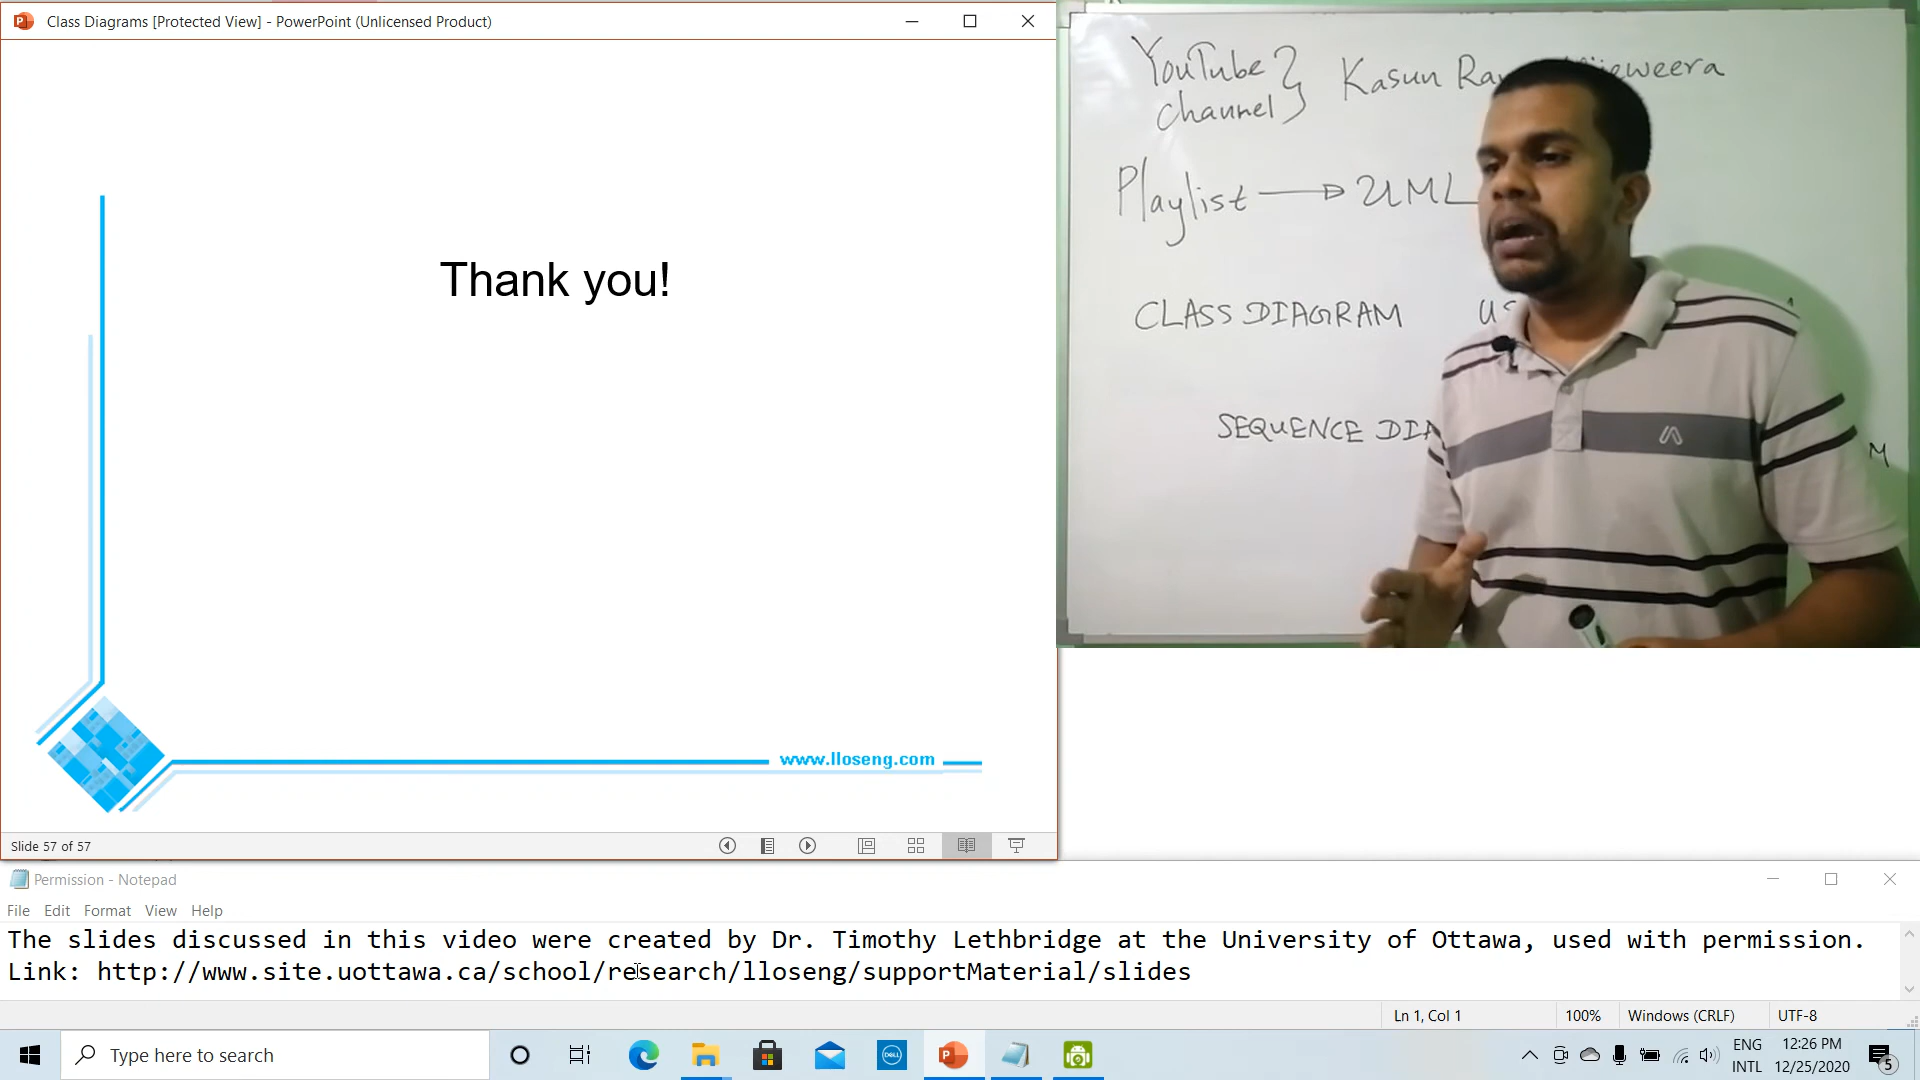 Class Diagrams [Protected View] - PowerPoint (Unlicensed Product)
Thank you!
www.lloseng.com
Slide 57 of 57
YouTube
channel
Kasun
Playlist
UML
CLASS DIAGRAM
SEQUENCE
M
Permission - Notepad
File Edit Format View Help
The slides discussed in this video were created by Dr. Timothy Lethbridge at the University of Ottawa, used with permission.
Link: http://www.site.uottawa.ca/school/research/lloseng/supportMaterial/slides
Ln 1, Col 1 100% Windows (CRLF) UTF-8
Type here to search
DELL
ENG
INTL
12:26 PM
12/25/2020
5